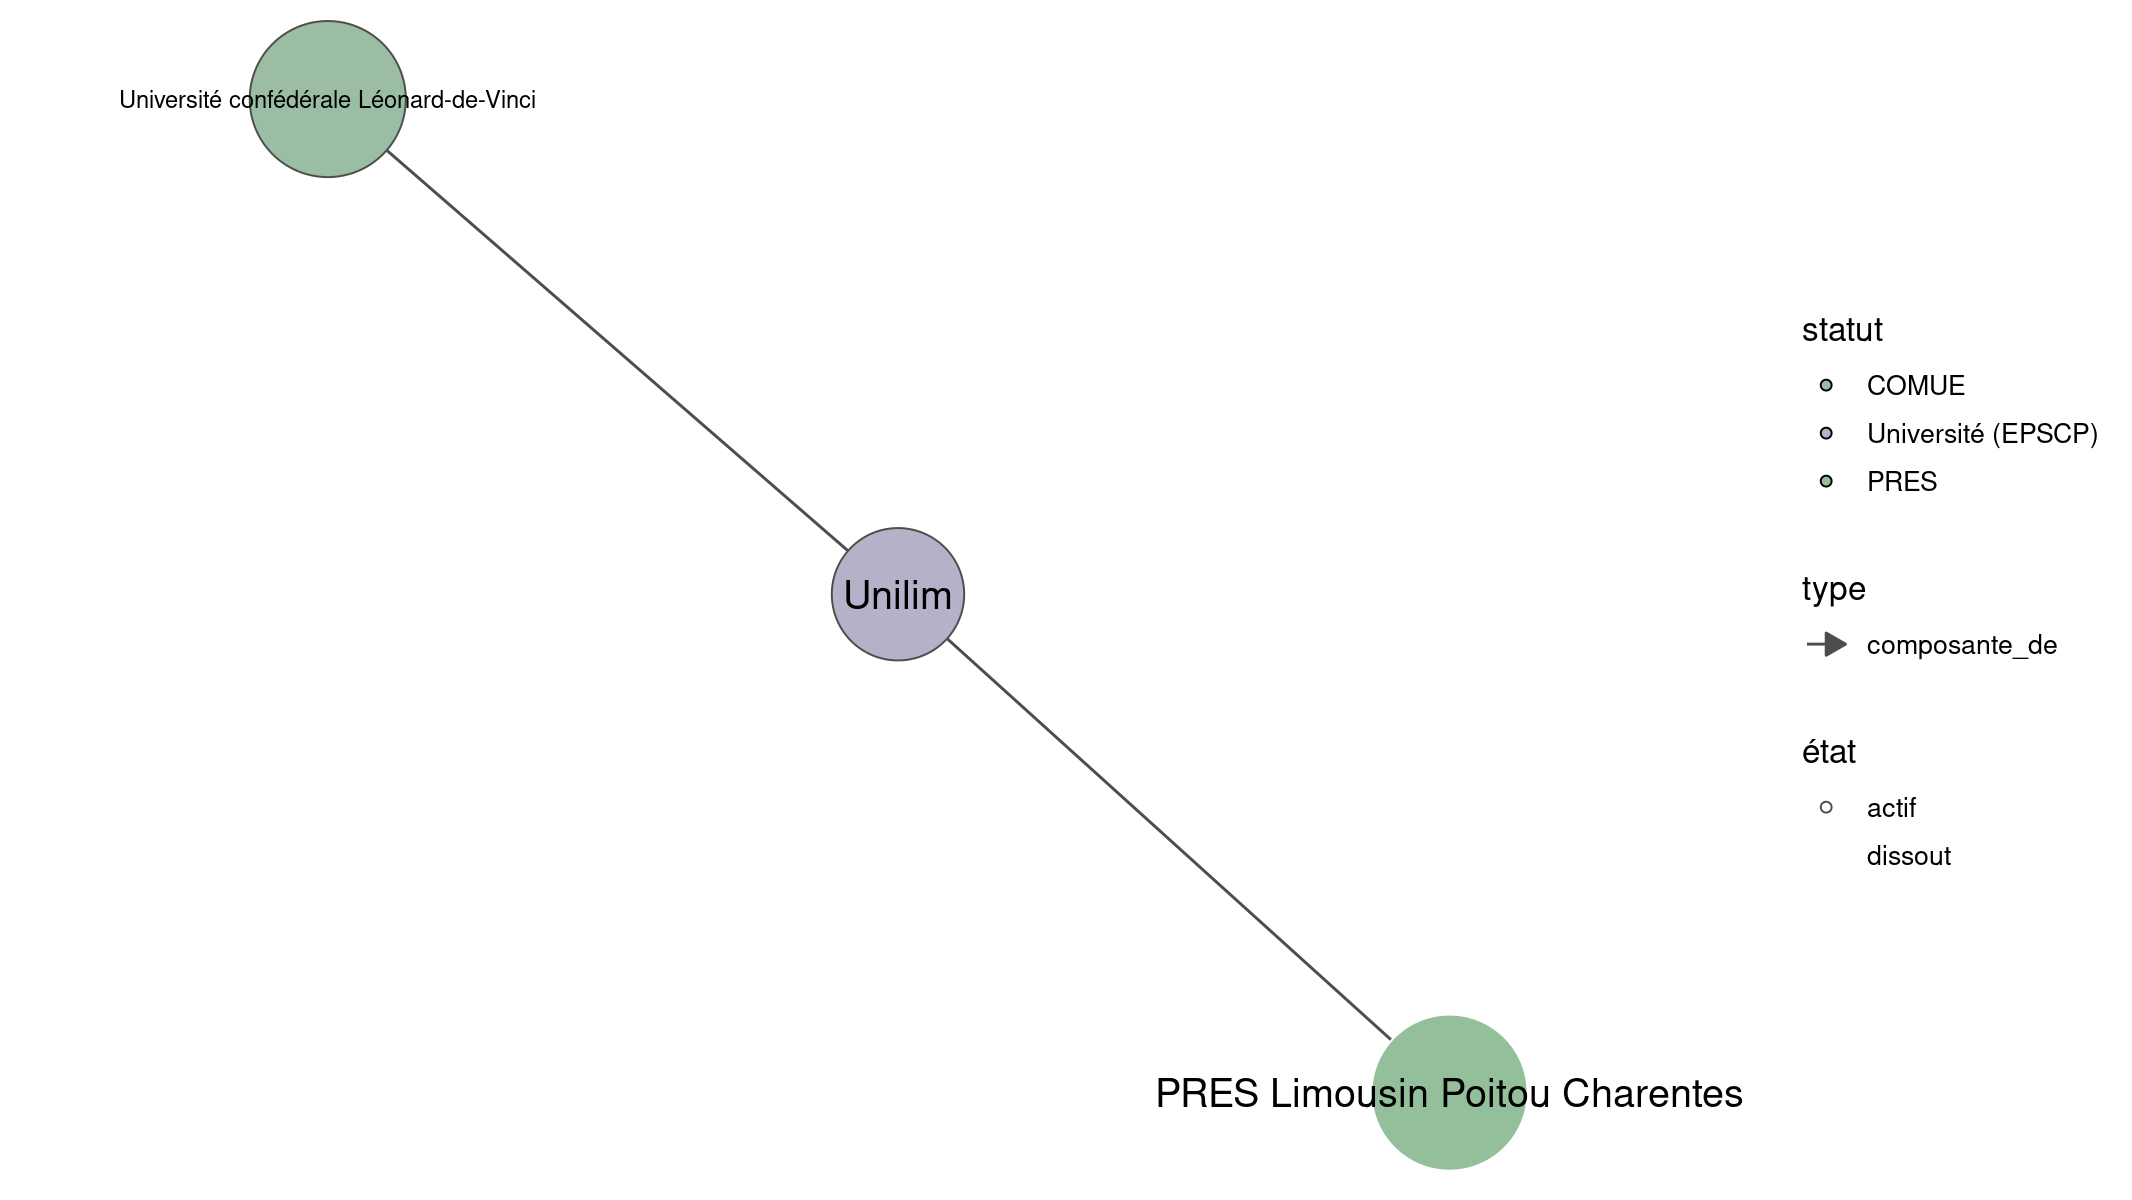 Université confédérale Léonard-de-Vinci
Unilim
PRES Limousin Poitou Charentes
statut
COMUE
Université (EPSCP)
PRES
type
composante_de
état
actif
dissout